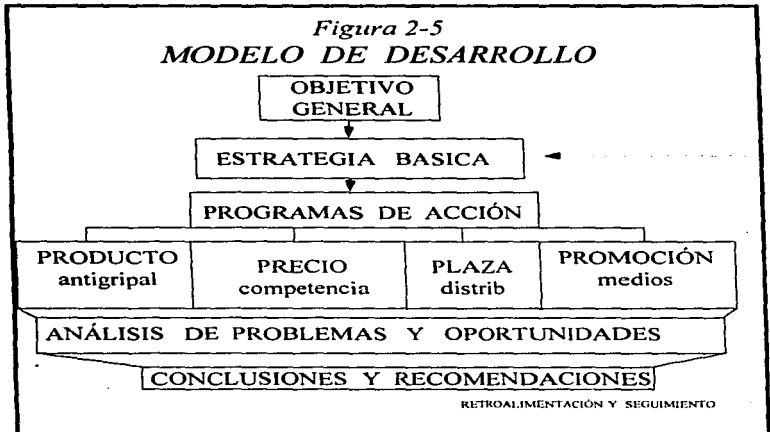 Figura 2-5
MODELO DE DESARROLLO
OBJETIVO
GENERAL
ESTRATEGIA BASICA
PROGRAMAS DE ACCIÓN
PRODUCTO
antigripal
PRECIO
competencia
PLAZA
distrib
PROMOCIÓN
medios
ANÁLISIS DE PROBLEMAS Y OPORTUNIDADES
CONCLUSIONES Y RECOMENDACIONES
RETROALIMENTACIÓN Y SEGUIMIENTO